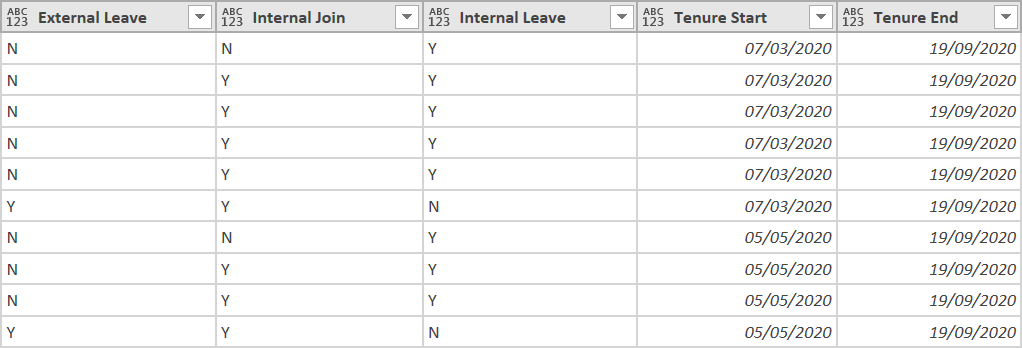 ABC 123 External Leave ABC 123 Internal Join ABC 123 Internal Leave ABC 123 Tenure Start ABC 123 Tenure End
N N Y 07/03/2020 19/09/2020
N Y Y 07/03/2020 19/09/2020
N Y Y 07/03/2020 19/09/2020
N Y Y 07/03/2020 19/09/2020
N Y Y 07/03/2020 19/09/2020
Y Y N 07/03/2020 19/09/2020
N N Y 05/05/2020 19/09/2020
N Y Y 05/05/2020 19/09/2020
N Y Y 05/05/2020 19/09/2020
Y Y N 05/05/2020 19/09/2020